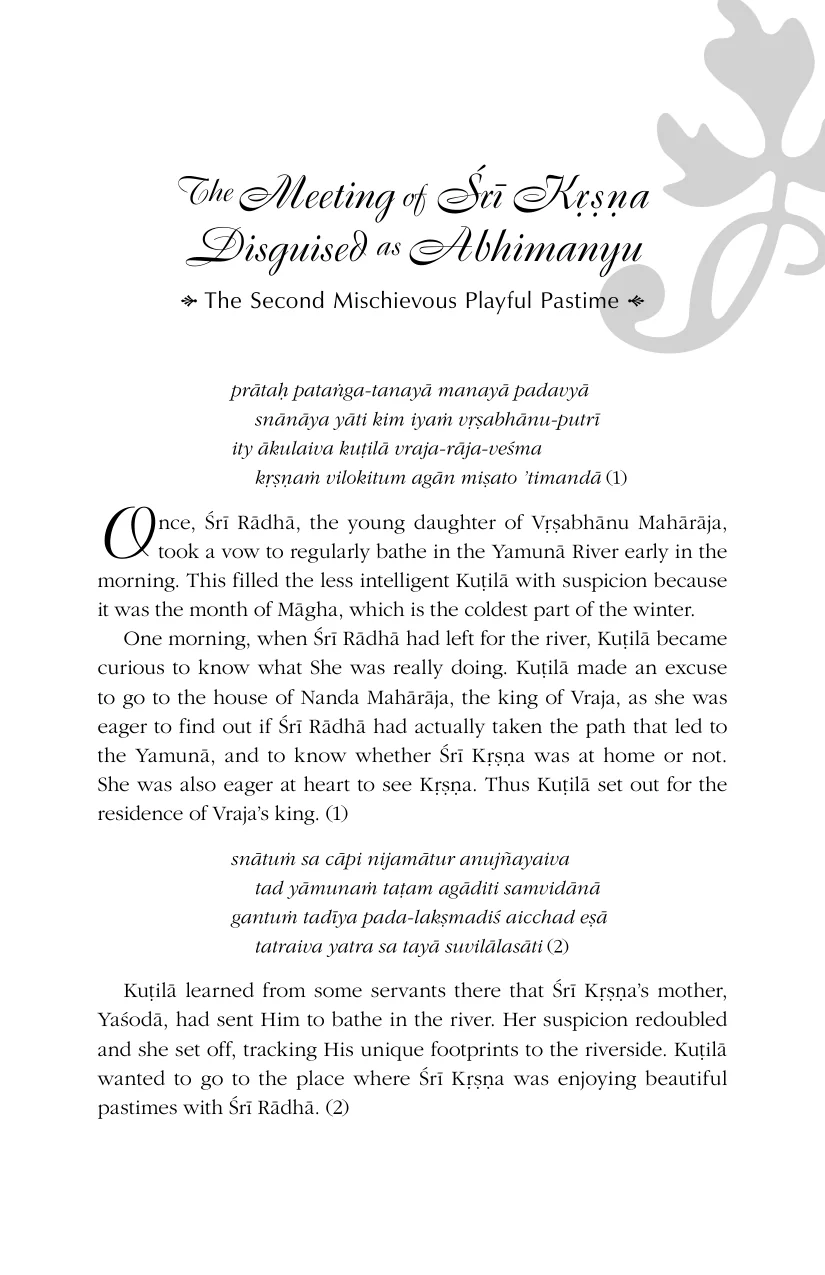 The Meeting of Śrī Kṛṣṇa
Disguised as Abhimanyu
The Second Mischievous Playful Pastime
prātaḥ pataṅga-tanayā manayā padavyā
snānāya yāti kim iyaṁ vṛṣabhānu-putrī
ity ākulaiva kuṭilā vraja-rāja-veśma
kṛṣṇaṁ vilokitum agān miṣato ’timandā (1)
Once, Śrī Rādhā, the young daughter of Vṛṣabhānu Mahārāja,
took a vow to regularly bathe in the Yamunā River early in the
morning. This filled the less intelligent Kuṭilā with suspicion because
it was the month of Māgha, which is the coldest part of the winter.
One morning, when Śrī Rādhā had left for the river, Kuṭilā became
curious to know what She was really doing. Kuṭilā made an excuse
to go to the house of Nanda Mahārāja, the king of Vraja, as she was
eager to find out if Śrī Rādhā had actually taken the path that led to
the Yamunā, and to know whether Śrī Kṛṣṇa was at home or not.
She was also eager at heart to see Kṛṣṇa. Thus Kuṭilā set out for the
residence of Vraja’s king. (1)
snātuṁ sa cāpi nijamātur anujñayaiva
tad yāmunaṁ taṭam agāditi samvidānā
gantuṁ tadīya pada-lakṣmadiś aicchad eṣā
tatraiva yatra sa tayā suvilālasāti (2)
Kuṭilā learned from some servants there that Śrī Kṛṣṇa’s mother,
Yaśodā, had sent Him to bathe in the river. Her suspicion redoubled
and she set off, tracking His unique footprints to the riverside. Kuṭilā
wanted to go to the place where Śrī Kṛṣṇa was enjoying beautiful
pastimes with Śrī Rādhā. (2)